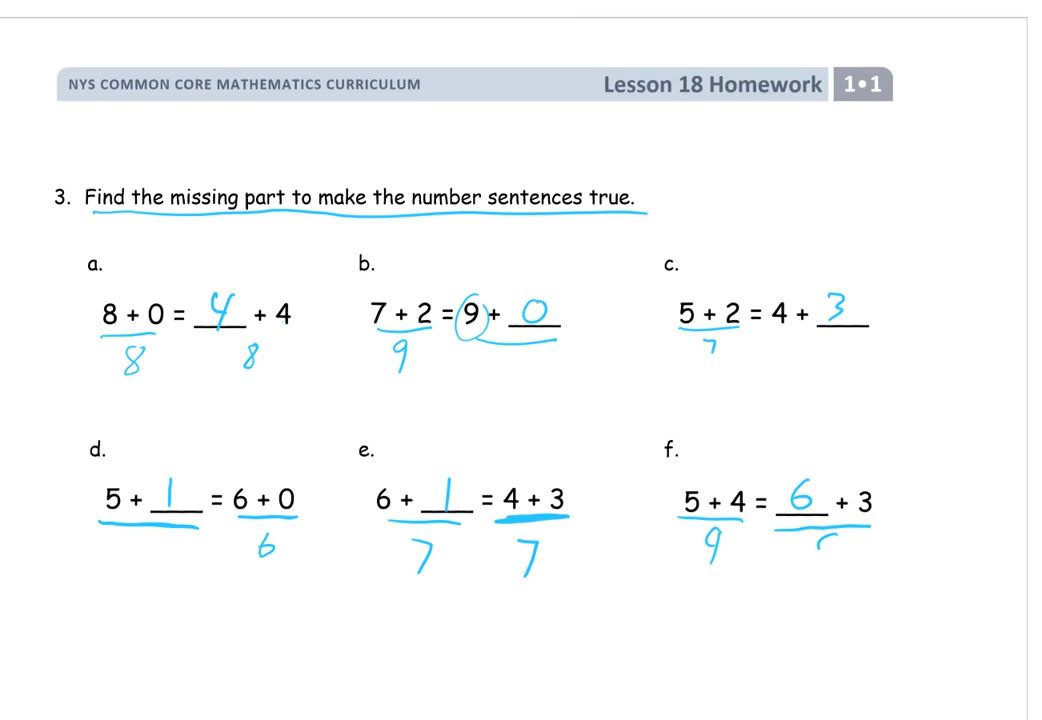 NYS COMMON CORE MATHEMATICS CURRICULUM Lesson 18 Homework 1•1
3. Find the missing part to make the number sentences true.
a. b. c.
8 + 0 = 4 + 4 7 + 2 = 9 + 0 5 + 2 = 4 + 3
8 8 9 7
d. e. f.
5 + 1 = 6 + 0 6 + 1 = 4 + 3 5 + 4 = 6 + 3
6 7 7 9